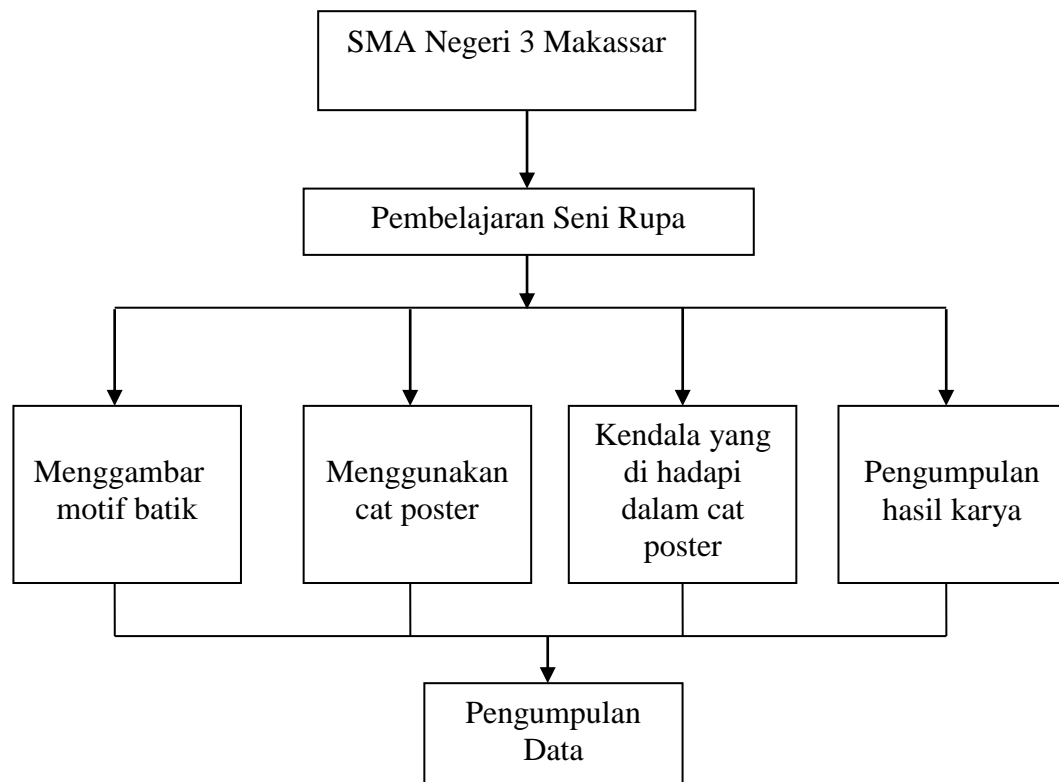 SMA Negeri 3 Makassar
Pembelajaran Seni Rupa
Menggambar
motif batik
Menggunakan
cat poster
Kendala yang
di hadapi
dalam cat
poster
Pengumpulan
hasil karya
Pengumpulan
Data